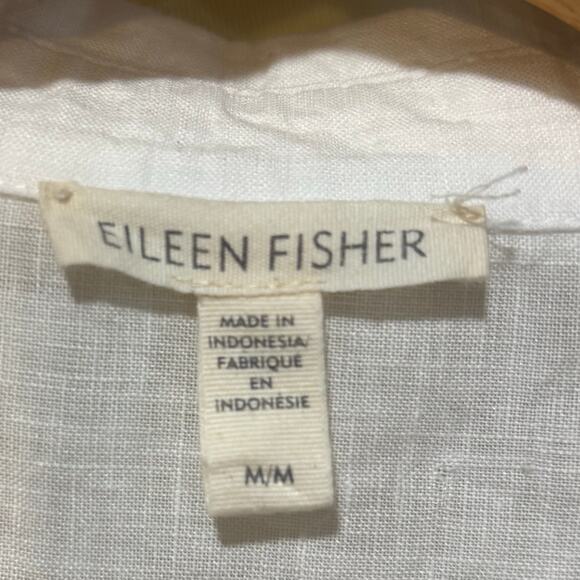 EILEEN FISHER
MADE IN
INDONESIA/
FABRIQUÉ
EN
INDONÉSIE
M/M